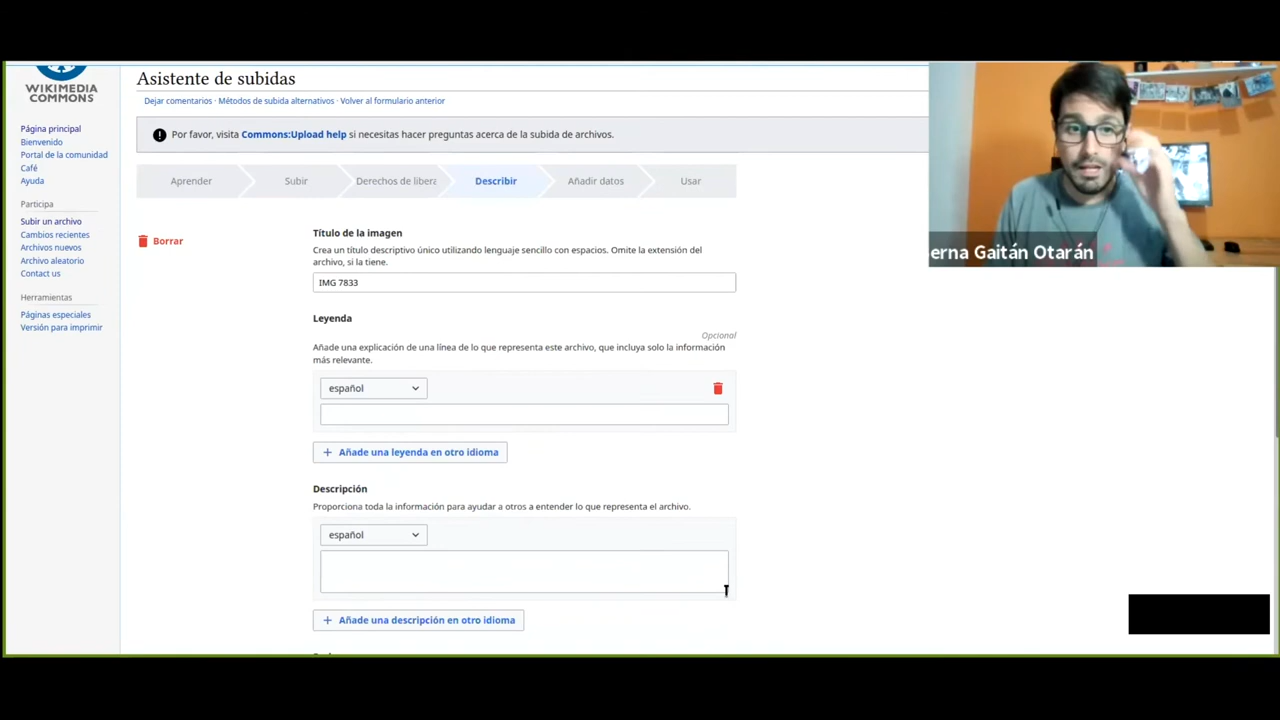 WIKIMEDIA
COMMONS
Página principal
Bienvenido
Portal de la comunidad
Café
Ayuda
Participa
Subir un archivo
Cambios recientes
Archivos nuevos
Archivo aleatorio
Contact us
Herramientas
Páginas especiales
Versión para imprimir
Asistente de subidas
Dejar comentarios · Métodos de subida alternativos · Volver al formulario anterior
Por favor, visita Commons:Upload help si necesitas hacer preguntas acerca de la subida de archivos.
Aprender Subir Derechos de libera Describir Añadir datos Usar
Borrar
Título de la imagen
Crea un título descriptivo único utilizando lenguaje sencillo con espacios. Omite la extensión del
archivo, si la tiene.
IMG 7833
Leyenda
Opcional
Añade una explicación de una línea de lo que representa este archivo, que incluya solo la información
más relevante.
español
+ Añade una leyenda en otro idioma
Descripción
Proporciona toda la información para ayudar a otros a entender lo que representa el archivo.
español
+ Añade una descripción en otro idioma
erna Gaitán Otarán